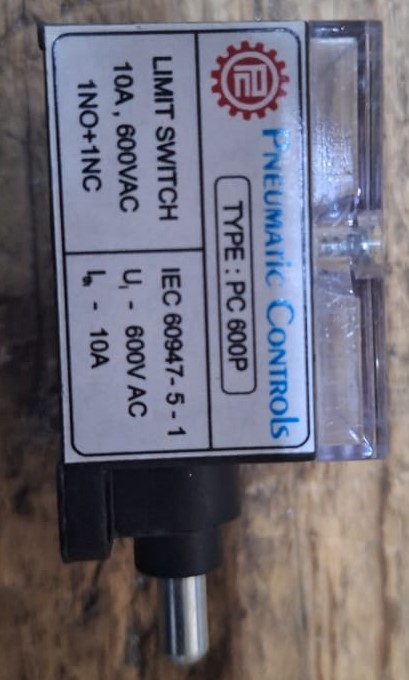 PNEUMATIC CONTROLS
TYPE : PC 600P
LIMIT SWITCH
10A , 600VAC
1NO+1NC
IEC 60947- 5 - 1
Ui - 600V AC
10A